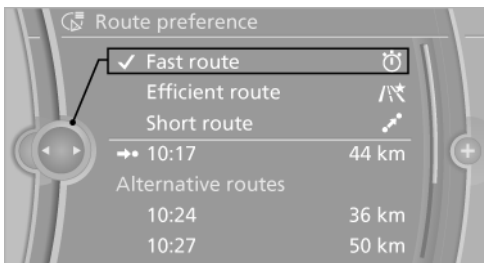 Route preference
Fast route
Efficient route
Short route
10:17 44 km
Alternative routes
10:24 36 km
10:27 50 km